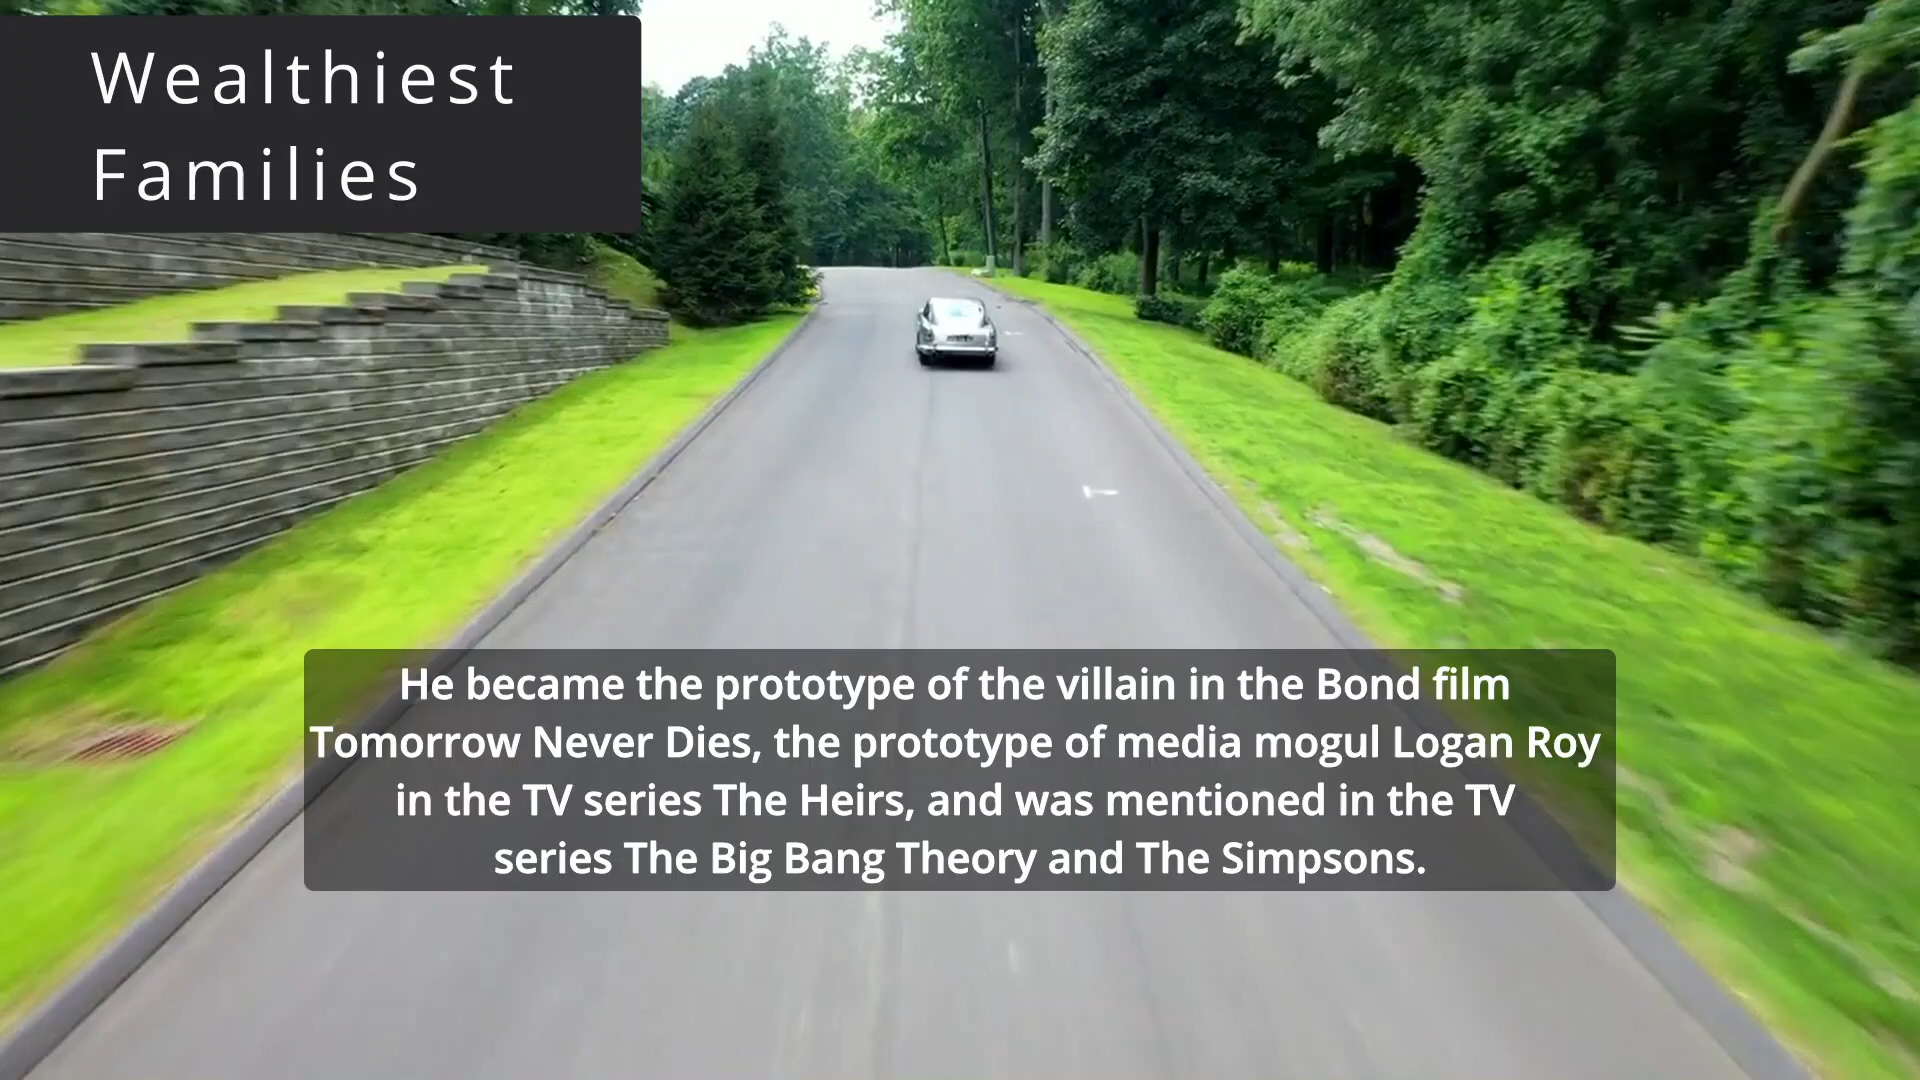 Wealthiest
Families
He became the prototype of the villain in the Bond film
Tomorrow Never Dies, the prototype of media mogul Logan Roy
in the TV series The Heirs, and was mentioned in the TV
series The Big Bang Theory and The Simpsons.